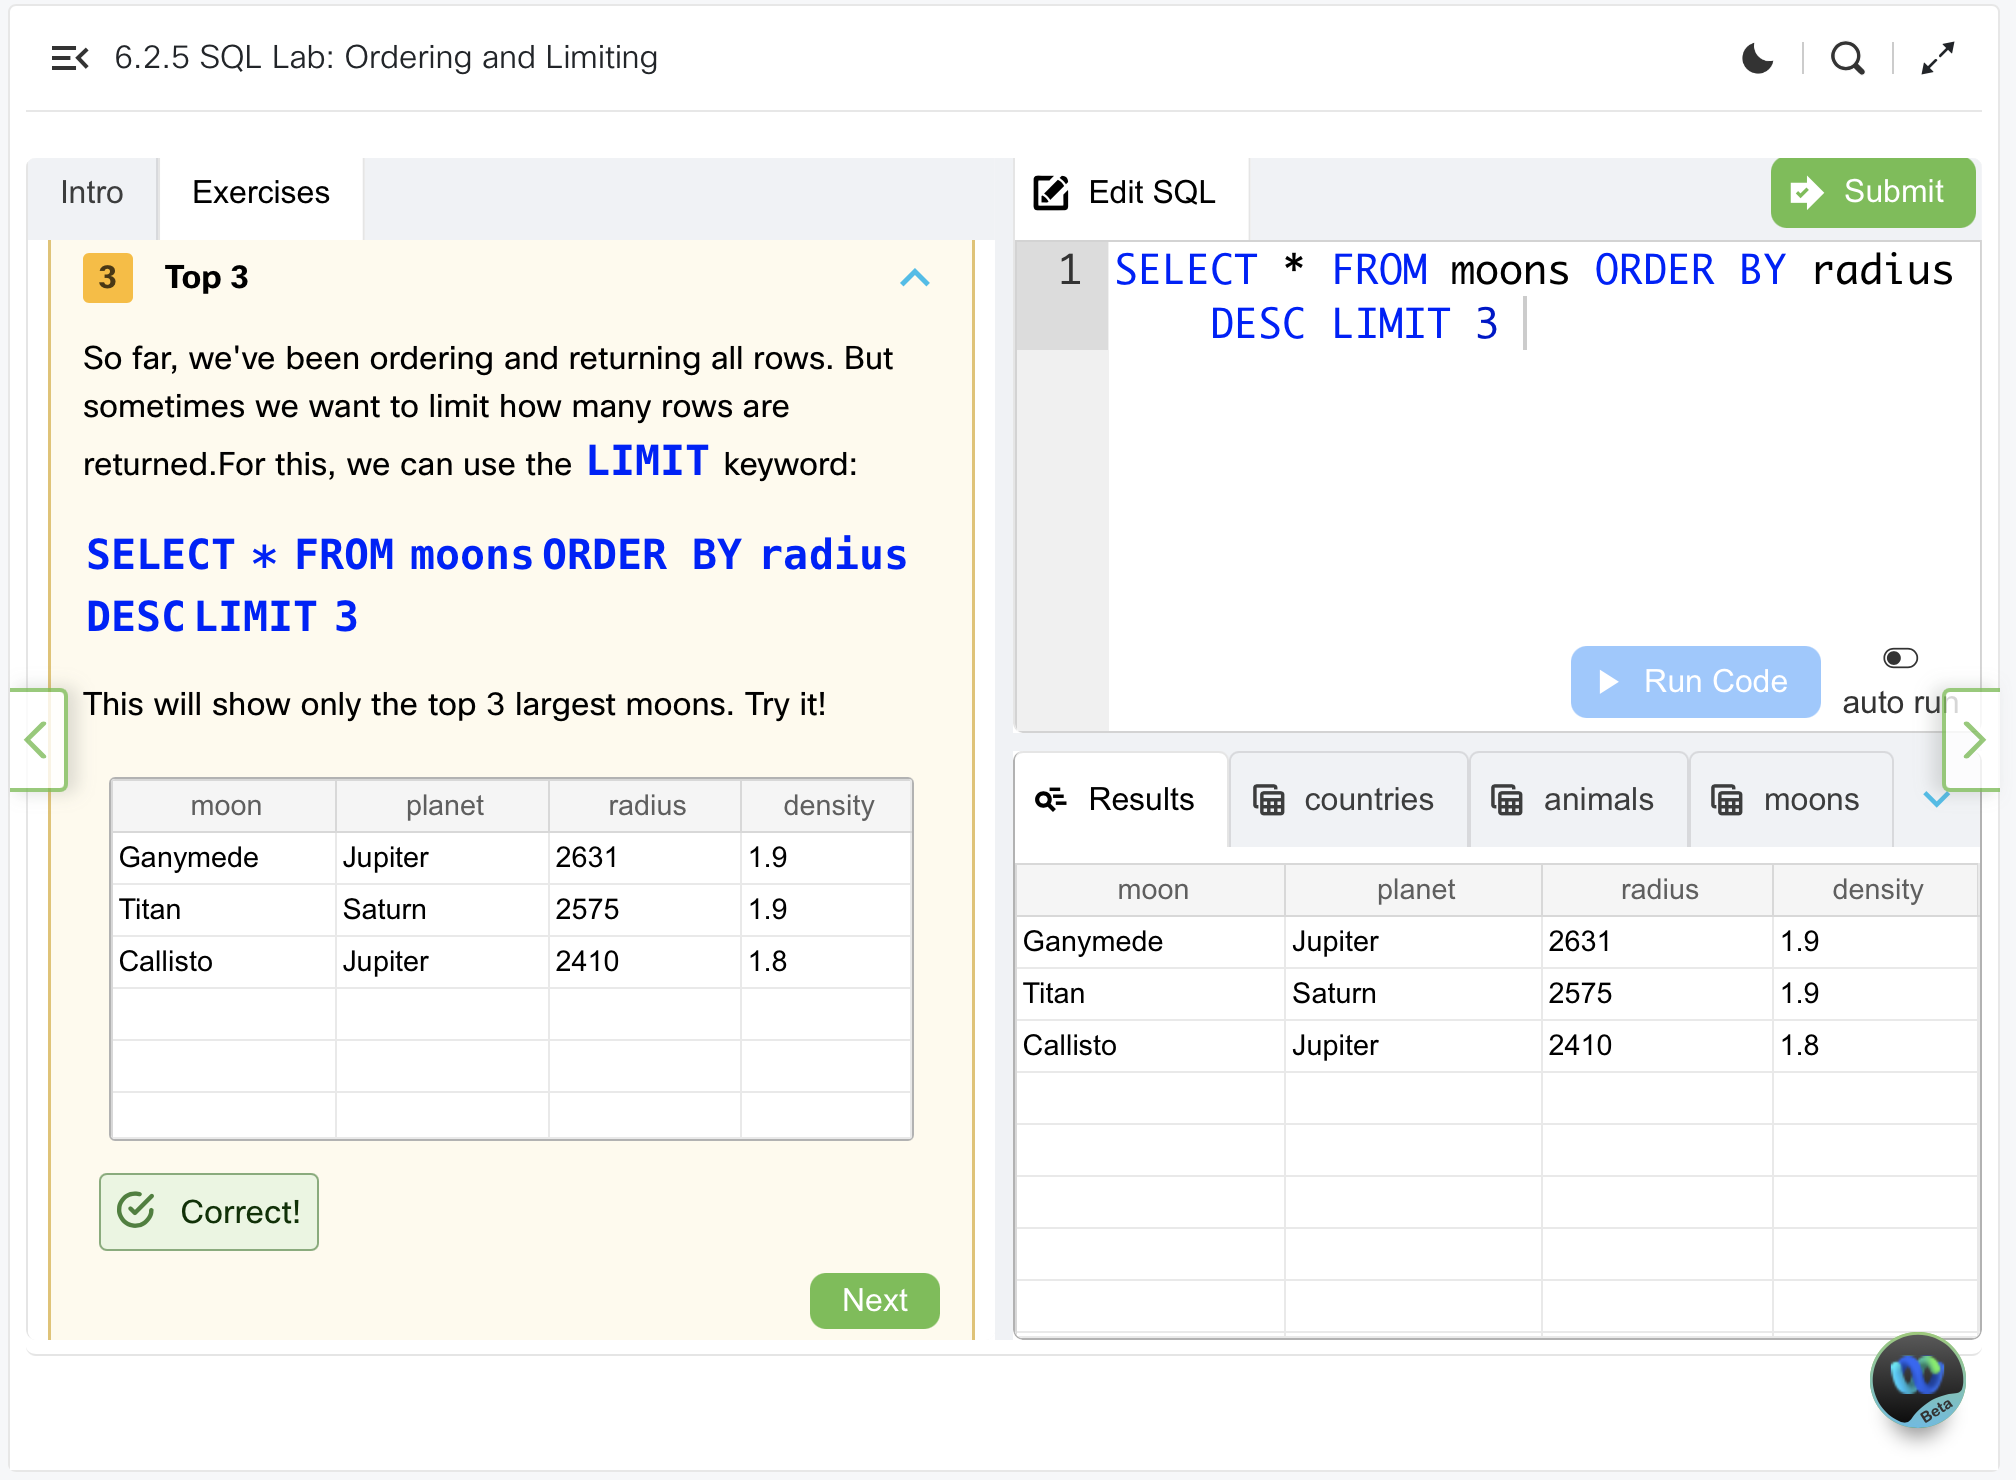 6.2.5 SQL Lab: Ordering and Limiting
Intro
Exercises
3 Top 3
So far, we've been ordering and returning all rows. But
sometimes we want to limit how many rows are
returned.For this, we can use the LIMIT keyword:
SELECT * FROM moons ORDER BY radius
DESC LIMIT 3
This will show only the top 3 largest moons. Try it!
moon planet radius density
Ganymede Jupiter 2631 1.9
Titan Saturn 2575 1.9
Callisto Jupiter 2410 1.8
Correct!
Next
Edit SQL
Submit
1 SELECT * FROM moons ORDER BY radius
DESC LIMIT 3
Run Code
auto run
Results countries animals moons
moon planet radius density
Ganymede Jupiter 2631 1.9
Titan Saturn 2575 1.9
Callisto Jupiter 2410 1.8
Beta